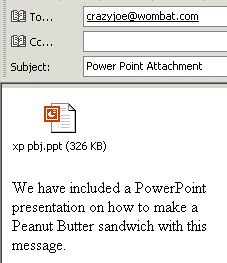 To... crazyjoe@wombat.com
Cc...
Subject: Power Point Attachment
xp pbj.ppt (326 KB)
We have included a PowerPoint
presentation on how to make a
Peanut Butter sandwich with this
message.